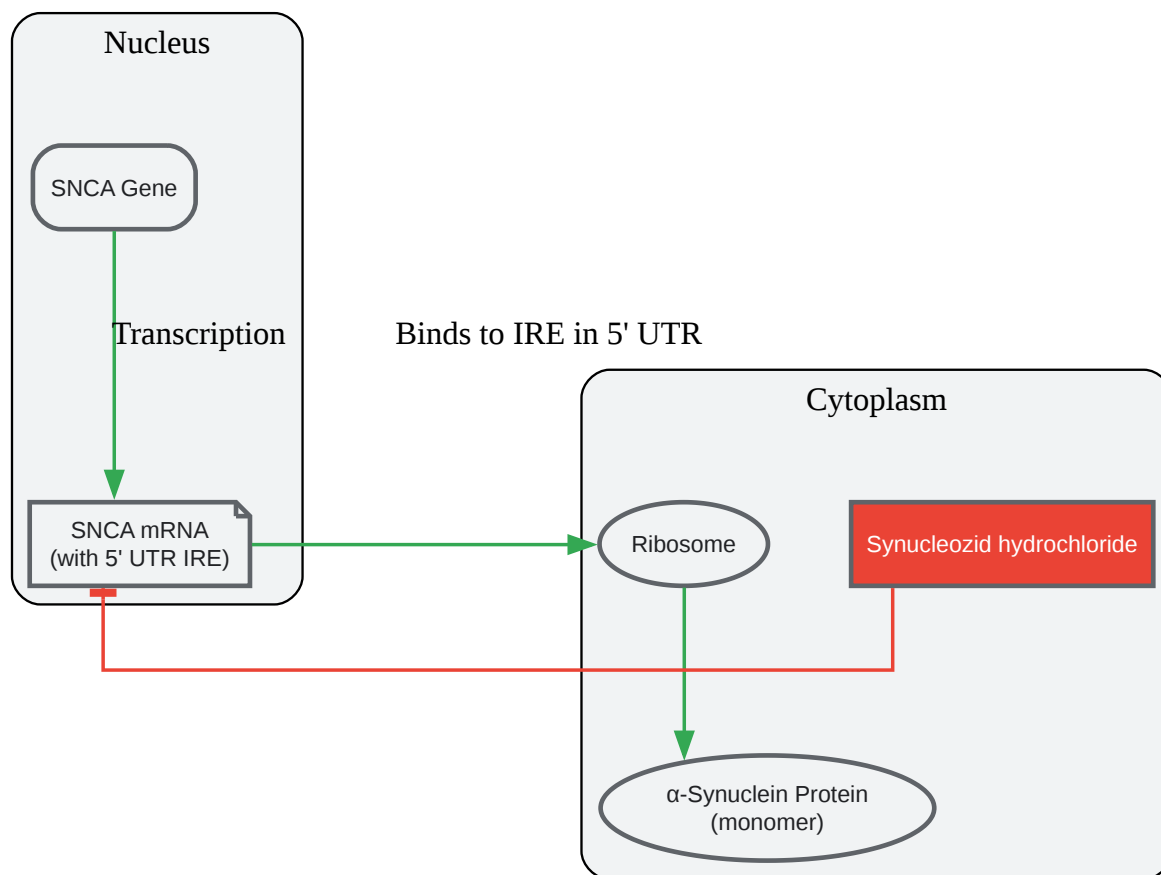 Nucleus
SNCA Gene
Transcription
Binds to IRE in 5' UTR
Cytoplasm
SNCA mRNA
(with 5' UTR IRE)
Ribosome
Synucleozid hydrochloride
α-Synuclein Protein
(monomer)